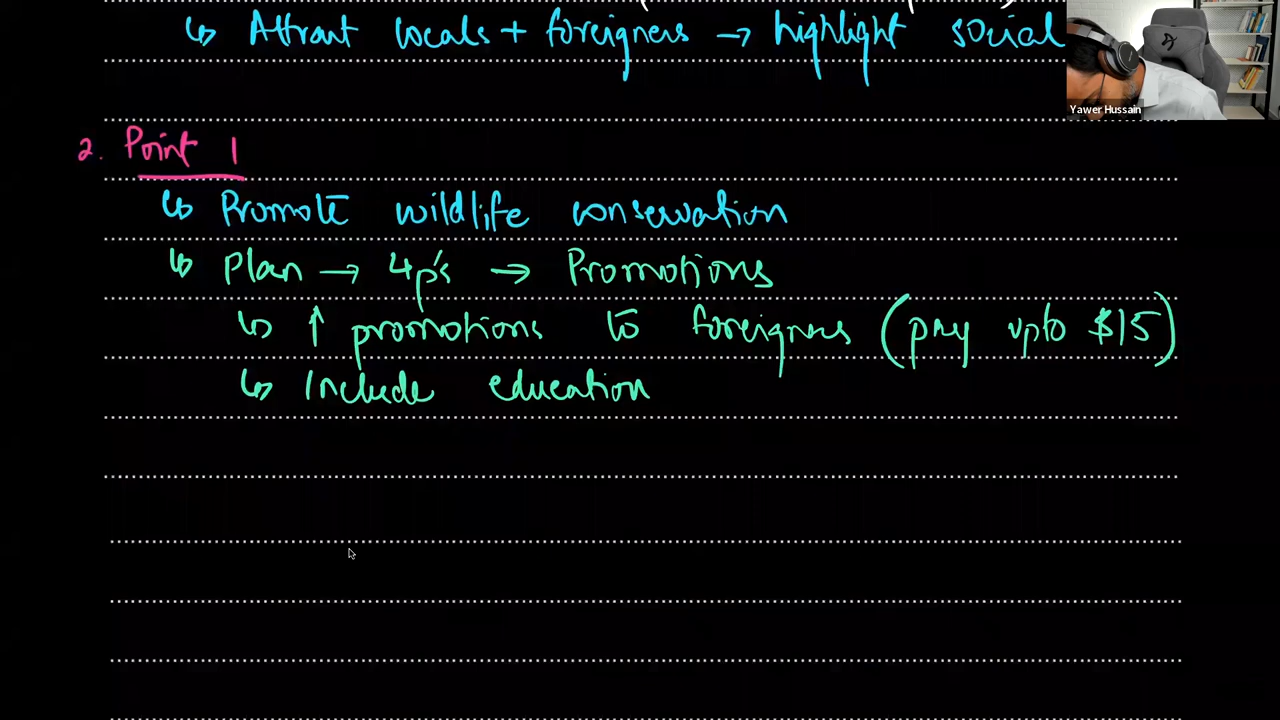 ↳ Attract locals + foreigners → highlight social
Yawer Hussain
2. Point 1
↳ Promote wildlife conservation
↳ Plan → 4p's → Promotions
↳ ↑ promotions to foreigners (pay upto $15)
↳ Include education